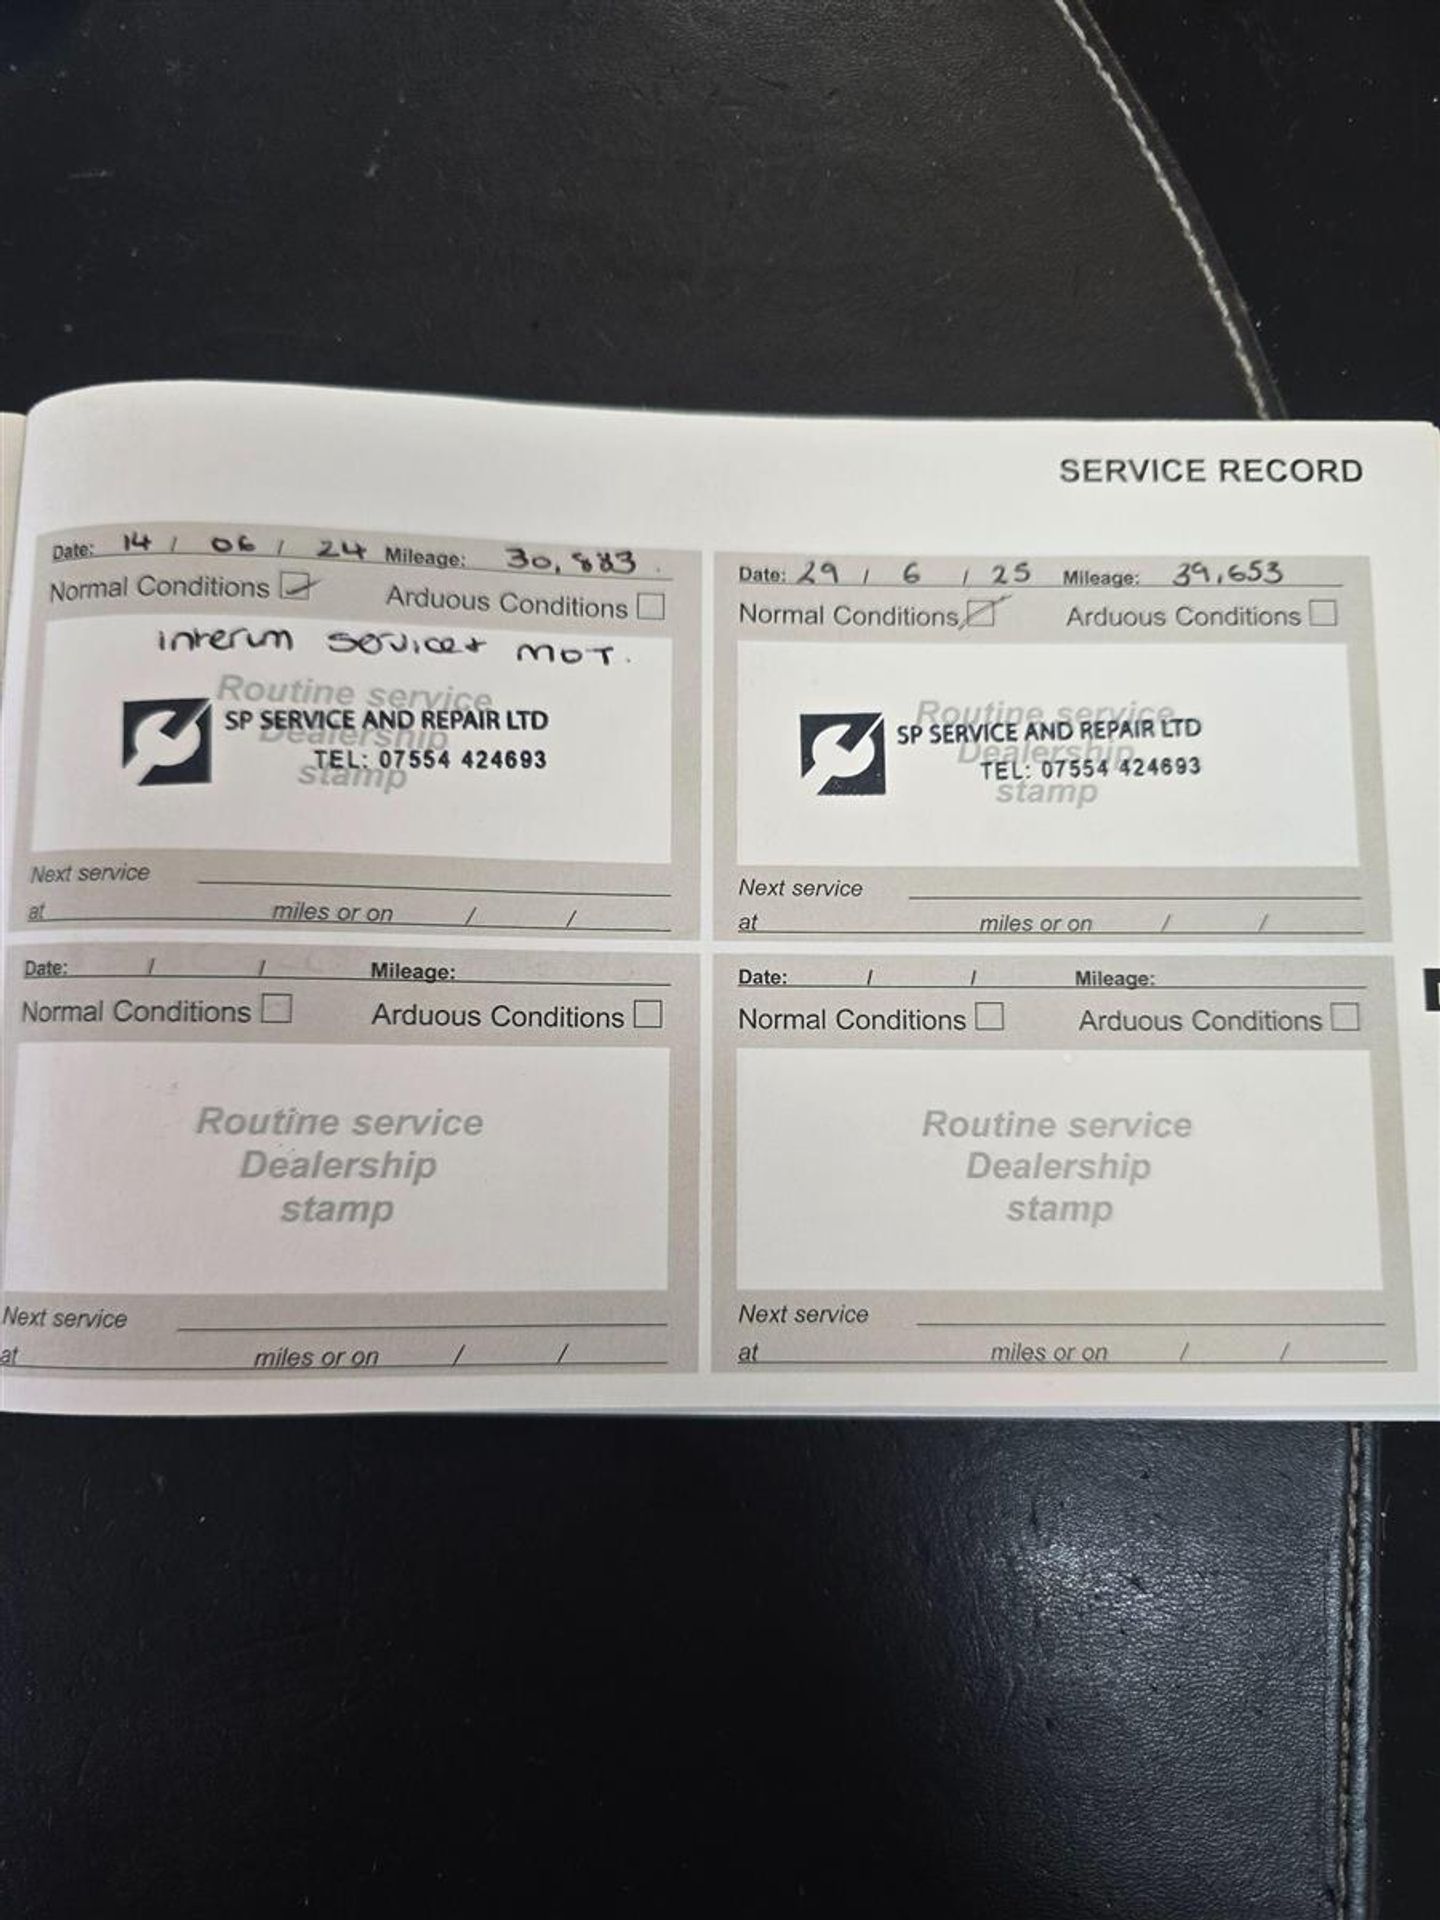 SERVICE RECORD
Date: 14 / 06 / 24 Mileage: 30,883
Normal Conditions Arduous Conditions
interim service + MOT.
Routine service
SP SERVICE AND REPAIR LTD
Dealership
TEL: 07554 424693
stamp
Next service
at miles or on / /
Date: 29 / 6 / 25 Mileage: 39,653
Normal Conditions Arduous Conditions
Routine service
SP SERVICE AND REPAIR LTD
Dealership
TEL: 07554 424693
stamp
Next service
at miles or on / /
Date: / / Mileage:
Normal Conditions Arduous Conditions
Routine service
Dealership
stamp
Next service
at miles or on / /
Date: / / Mileage:
Normal Conditions Arduous Conditions
Routine service
Dealership
stamp
Next service
at miles or on / /